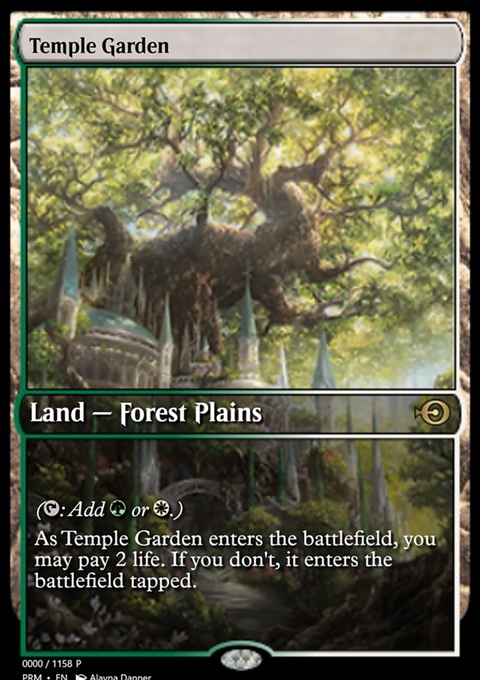 Temple Garden
Land — Forest Plains
(T: Add G or W.)
As Temple Garden enters the battlefield, you
may pay 2 life. If you don't, it enters the
battlefield tapped.
0000 / 1158 P
PRM • EN Alayna Danner